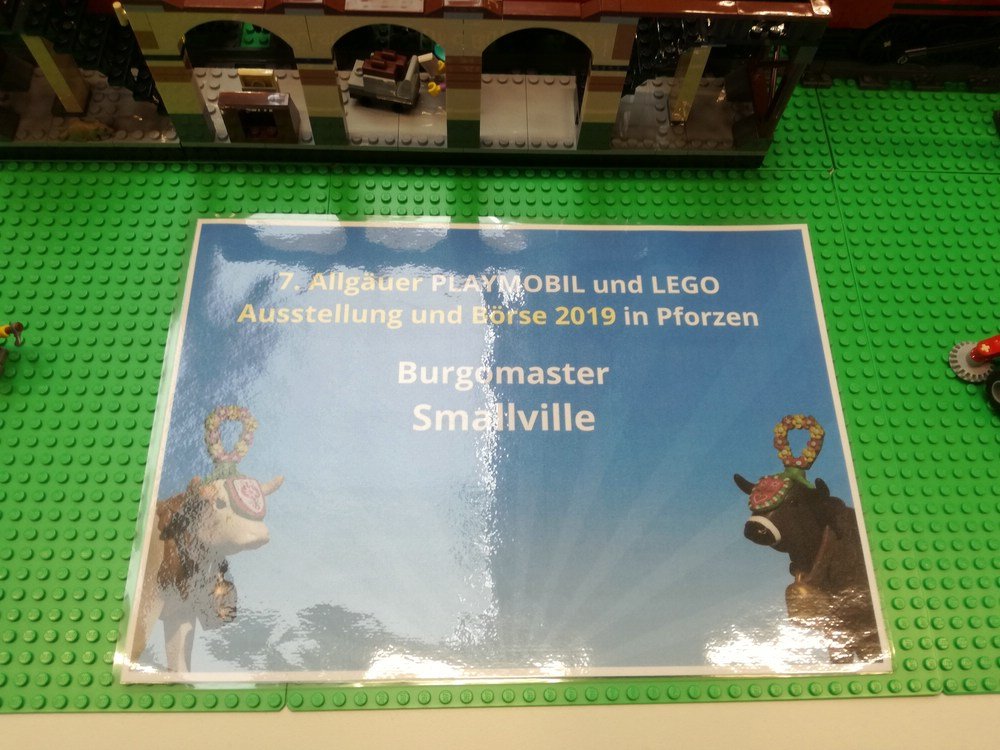 7. Allgäuer PLAYMOBIL und LEGO
Ausstellung und Börse 2019 in Pforzen
Burgomaster
Smallville